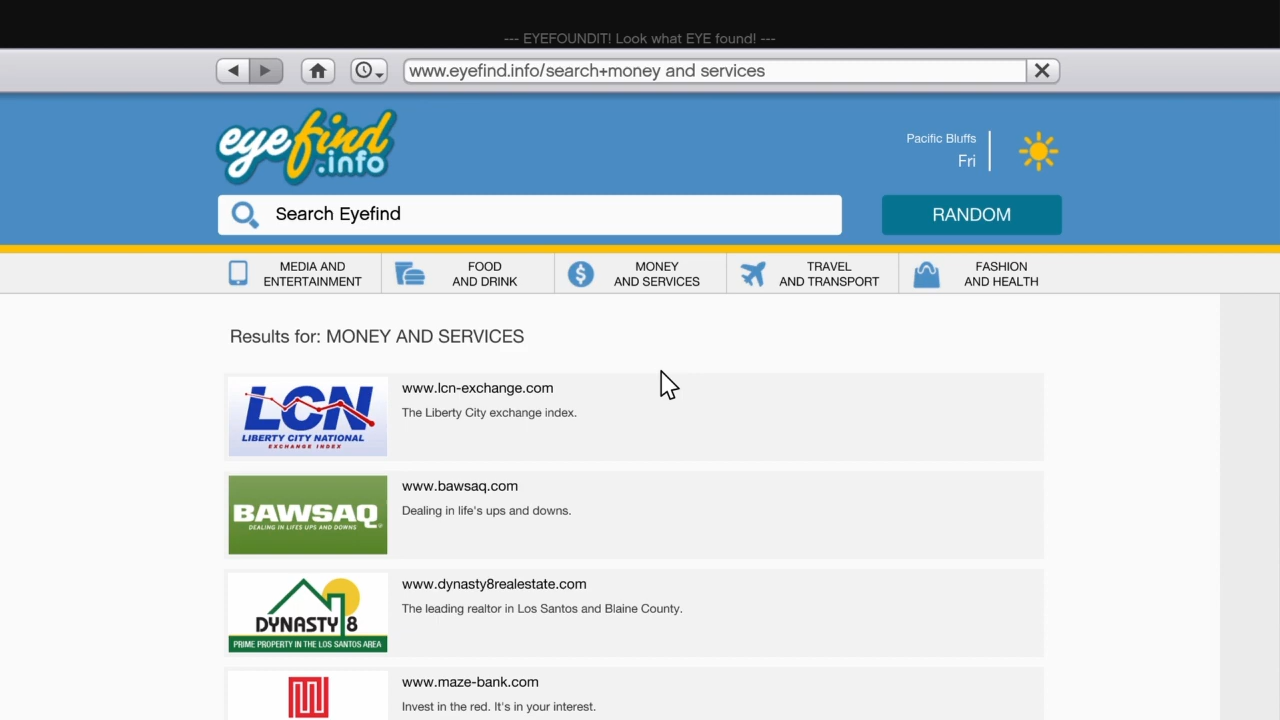 --- EYEFOUNDIT! Look what EYE found! ---
www.eyefind.info/search+money and services
eyefind
.info
Pacific Bluffs
Fri
Search Eyefind
RANDOM
MEDIA AND
ENTERTAINMENT
FOOD
AND DRINK
MONEY
AND SERVICES
TRAVEL
AND TRANSPORT
FASHION
AND HEALTH
Results for: MONEY AND SERVICES
LCN
LIBERTY CITY NATIONAL
EXCHANGE INDEX
www.lcn-exchange.com
The Liberty City exchange index.
BAWSAQ
DEALING IN LIFES UPS AND DOWNS
www.bawsaq.com
Dealing in life's ups and downs.
DYNASTY 8
PRIME PROPERTY IN THE LOS SANTOS AREA
www.dynasty8realestate.com
The leading realtor in Los Santos and Blaine County.
www.maze-bank.com
Invest in the red. It's in your interest.